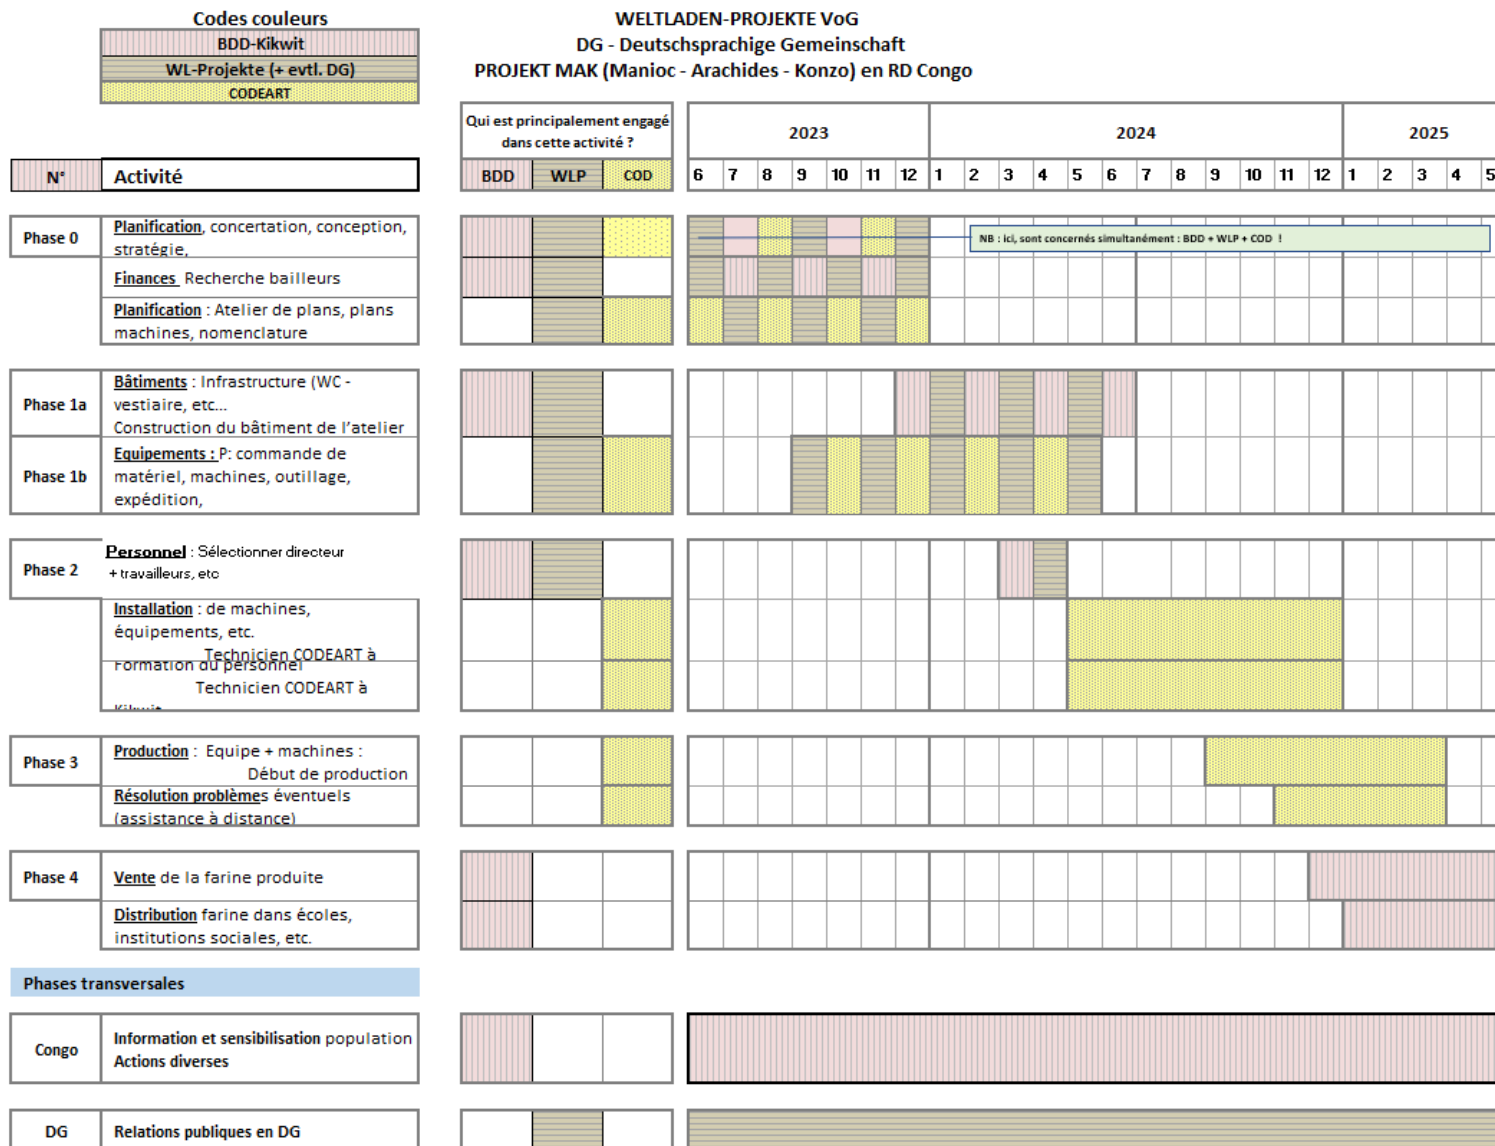 Codes couleurs
BDD-Kikwit
WL-Projekte (+ evtl. DG)
CODEART
WELTLADEN-PROJEKTE VoG
DG - Deutschsprachige Gemeinschaft
PROJEKT MAK (Manioc - Arachides - Konzo) en RD Congo
Qui est principalement engagé
dans cette activité ?
2023 2024 2025
N° Activité BDD WLP COD 6 7 8 9 10 11 12 1 2 3 4 5 6 7 8 9 10 11 12 1 2 3 4 5
Phase 0
Planification, concertation, conception,
stratégie,
NB : ici, sont concernés simultanément : BDD + WLP + COD !
Finances Recherche bailleurs
Planification : Atelier de plans, plans
machines, nomenclature
Phase 1a
Bâtiments : Infrastructure (WC -
vestiaire, etc...
Construction du bâtiment de l'atelier
Phase 1b
Equipements : P: commande de
matériel, machines, outillage,
expédition,
Phase 2
Personnel : Sélectionner directeur
+ travailleurs, etc
Installation : de machines,
équipements, etc.
Technicien CODEART à
Formation du personnel
Technicien CODEART à
Kikwit
Phase 3
Production : Equipe + machines :
Début de production
Résolution problèmes éventuels
(assistance à distance)
Phase 4
Vente de la farine produite
Distribution farine dans écoles,
institutions sociales, etc.
Phases transversales
Congo
Information et sensibilisation population
Actions diverses
DG
Relations publiques en DG